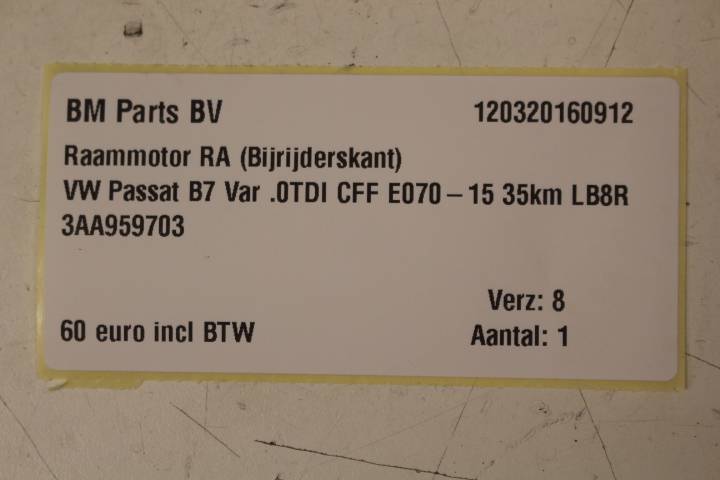 BM Parts BV 120320160912
Raammotor RA (Bijrijderskant)
VW Passat B7 Var .0TDI CFF E070 – 15 35km LB8R
3AA959703
Verz: 8
60 euro incl BTW Aantal: 1